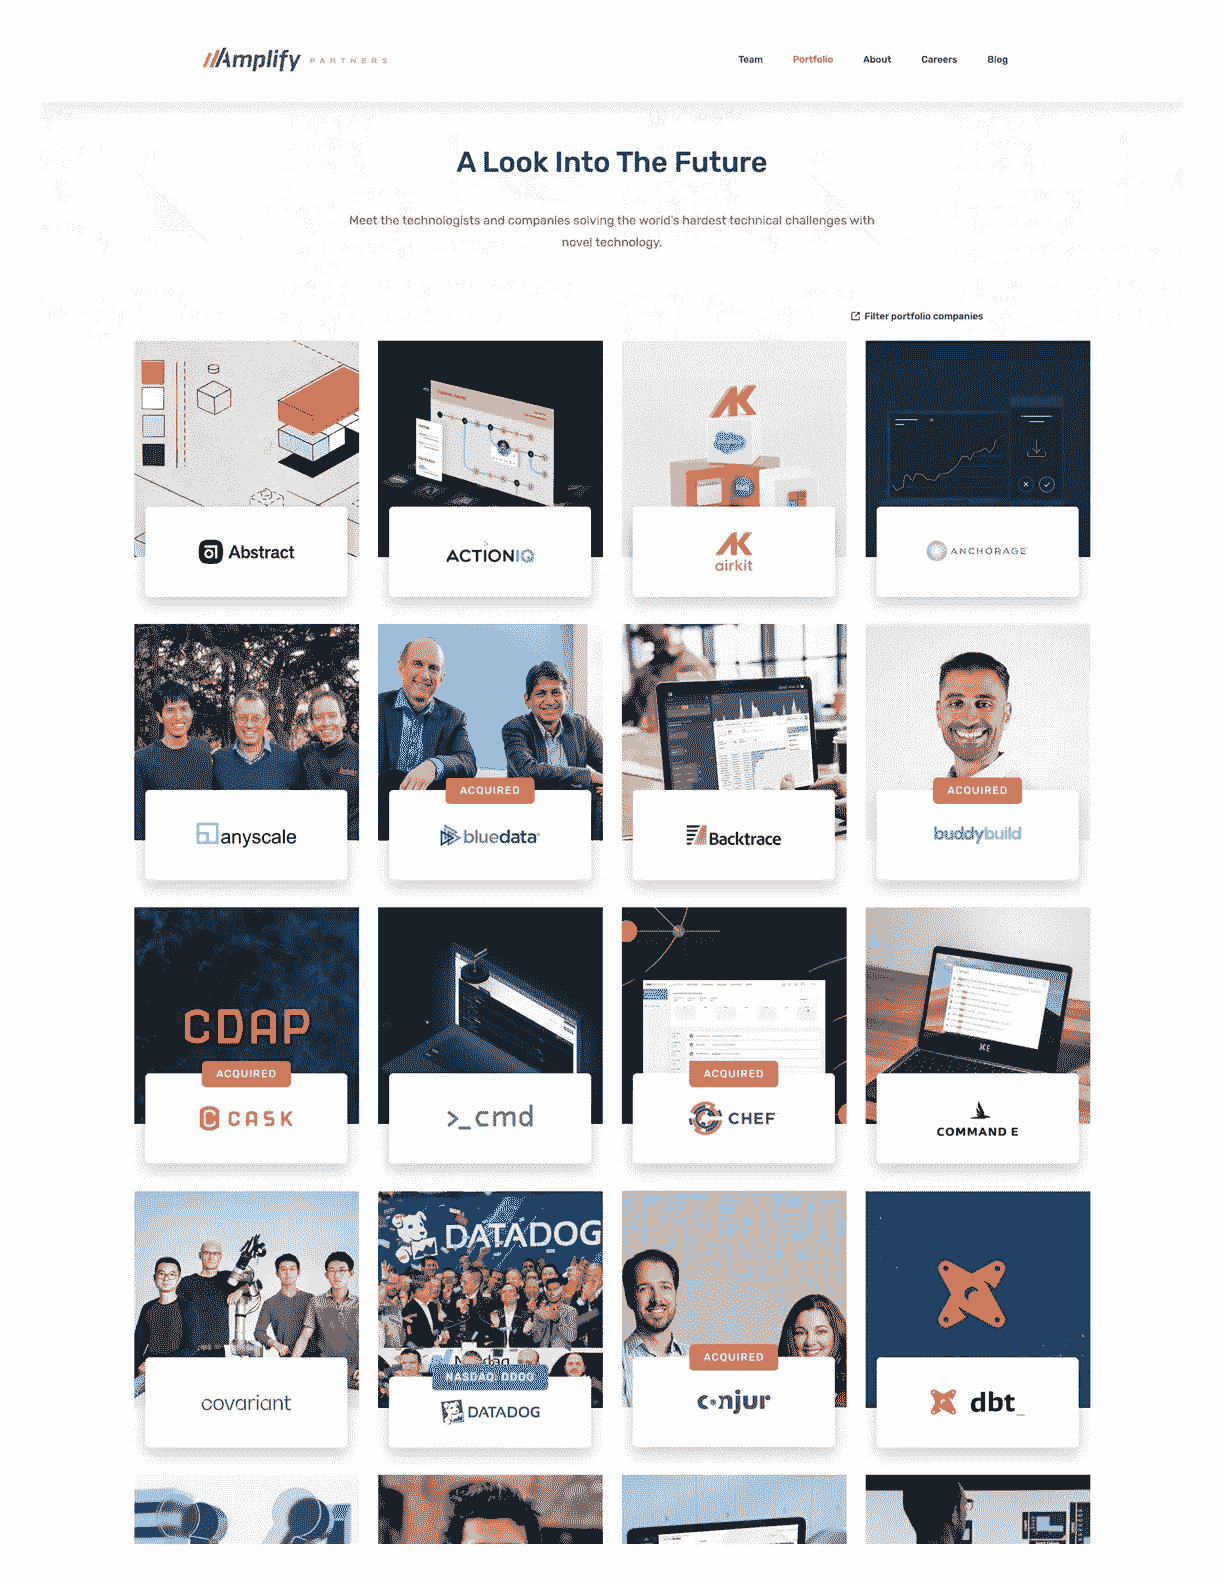 Amplify PARTNERS
Team Portfolio About Careers Blog
A Look Into The Future
Meet the technologists and companies solving the world's hardest technical challenges with
novel technology.
Filter portfolio companies
Abstract
ACTIONIQ
airkit
ANCHORAGE
anyscale
ACQUIRED
bluedata
Backtrace
ACQUIRED
buddybuild
CDAP
ACQUIRED
CASK
>_cmd
ACQUIRED
CHEF
COMMAND E
covariant
DATADOG
Nasdaq
NASDAQ: DDOG
DATADOG
ACQUIRED
conjur
dbt_